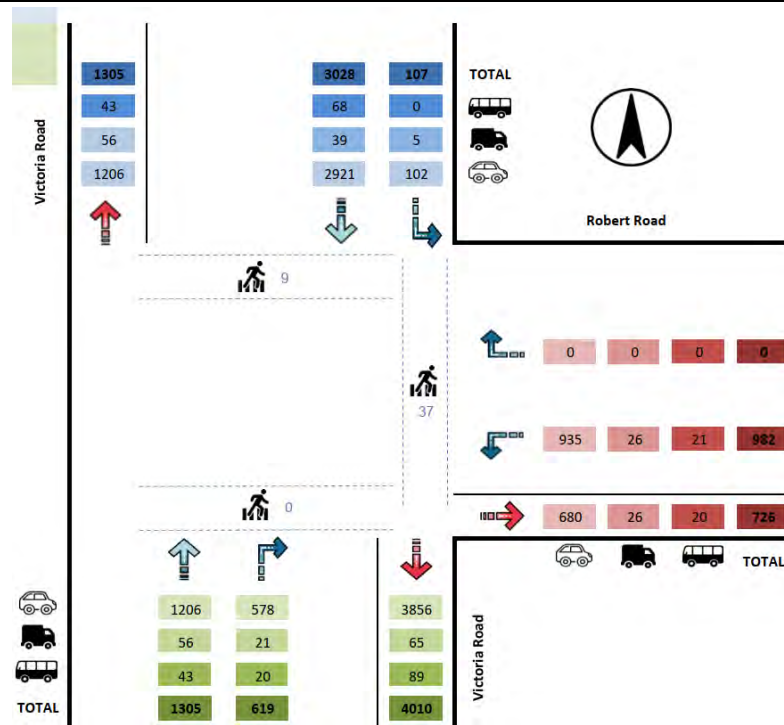 1305 3028 107 TOTAL
43 68 0
56 39 5
1206 2921 102
Victoria Road
Robert Road
9
0 0 0 0
37
935 26 21 982
0
680 26 20 726
TOTAL
1206 578 3856
56 21 65
43 20 89
TOTAL 1305 619 4010
Victoria Road